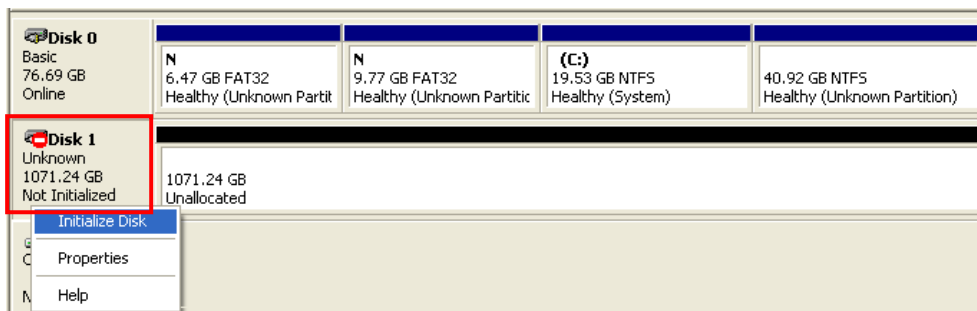 Disk 0
Basic
76.69 GB
Online
N
6.47 GB FAT32
Healthy (Unknown Partit
N
9.77 GB FAT32
Healthy (Unknown Partitic
(C:)
19.53 GB NTFS
Healthy (System)
40.92 GB NTFS
Healthy (Unknown Partition)
Disk 1
Unknown
1071.24 GB
Not Initialized
1071.24 GB
Unallocated
Initialize Disk
Properties
Help